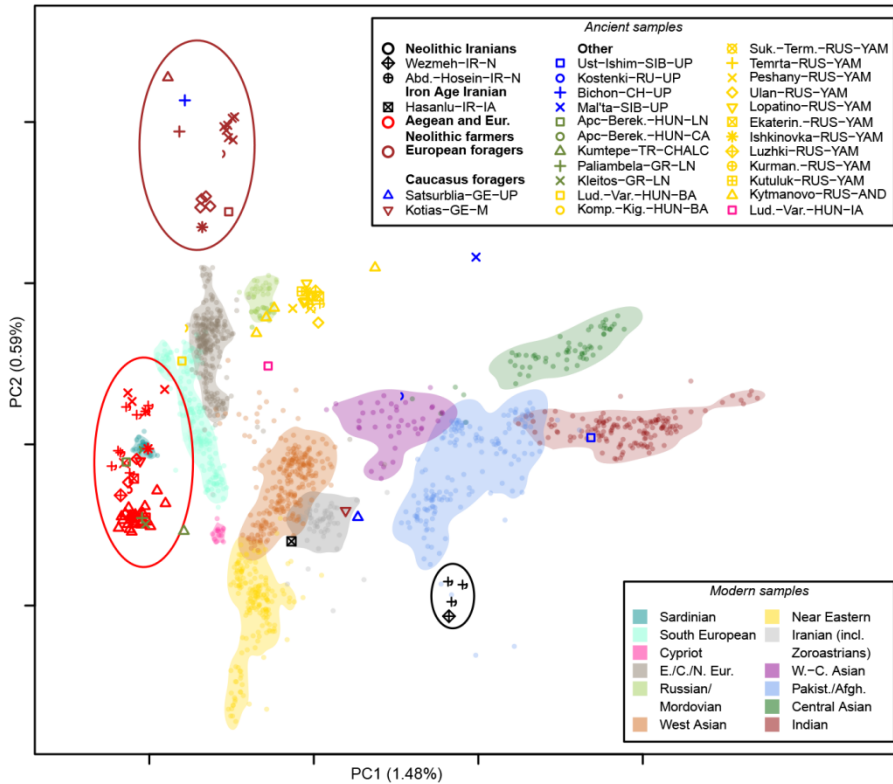 Ancient samples
Neolithic Iranians
Wezmeh−IR−N
Abd.−Hosein−IR−N
Iron Age Iranian
Hasanlu−IR−IA
Aegean and Eur.
Neolithic farmers
European foragers
Caucasus foragers
Satsurblia−GE−UP
Kotias−GE−M
Other
Ust−Ishim−SIB−UP
Kostenki−RU−UP
Bichon−CH−UP
Mal'ta−SIB−UP
Apc−Berek.−HUN−LN
Apc−Berek.−HUN−CA
Kumtepe−TR−CHALC
Paliambela−GR−LN
Kleitos−GR−LN
Lud.−Var.−HUN−BA
Komp.−Kig.−HUN−BA
Suk.−Term.−RUS−YAM
Temrta−RUS−YAM
Peshany−RUS−YAM
Ulan−RUS−YAM
Lopatino−RUS−YAM
Ekaterin.−RUS−YAM
Ishkinovka−RUS−YAM
Luzhki−RUS−YAM
Kurman.−RUS−YAM
Kutuluk−RUS−YAM
Kytmanovo−RUS−AND
Lud.−Var.−HUN−IA
PC2 (0.59%)
PC1 (1.48%)
Modern samples
Sardinian
South European
Cypriot
E./C./N. Eur.
Russian/
Mordovian
West Asian
Near Eastern
Iranian (incl.
Zoroastrians)
W.−C. Asian
Pakist./Afgh.
Central Asian
Indian